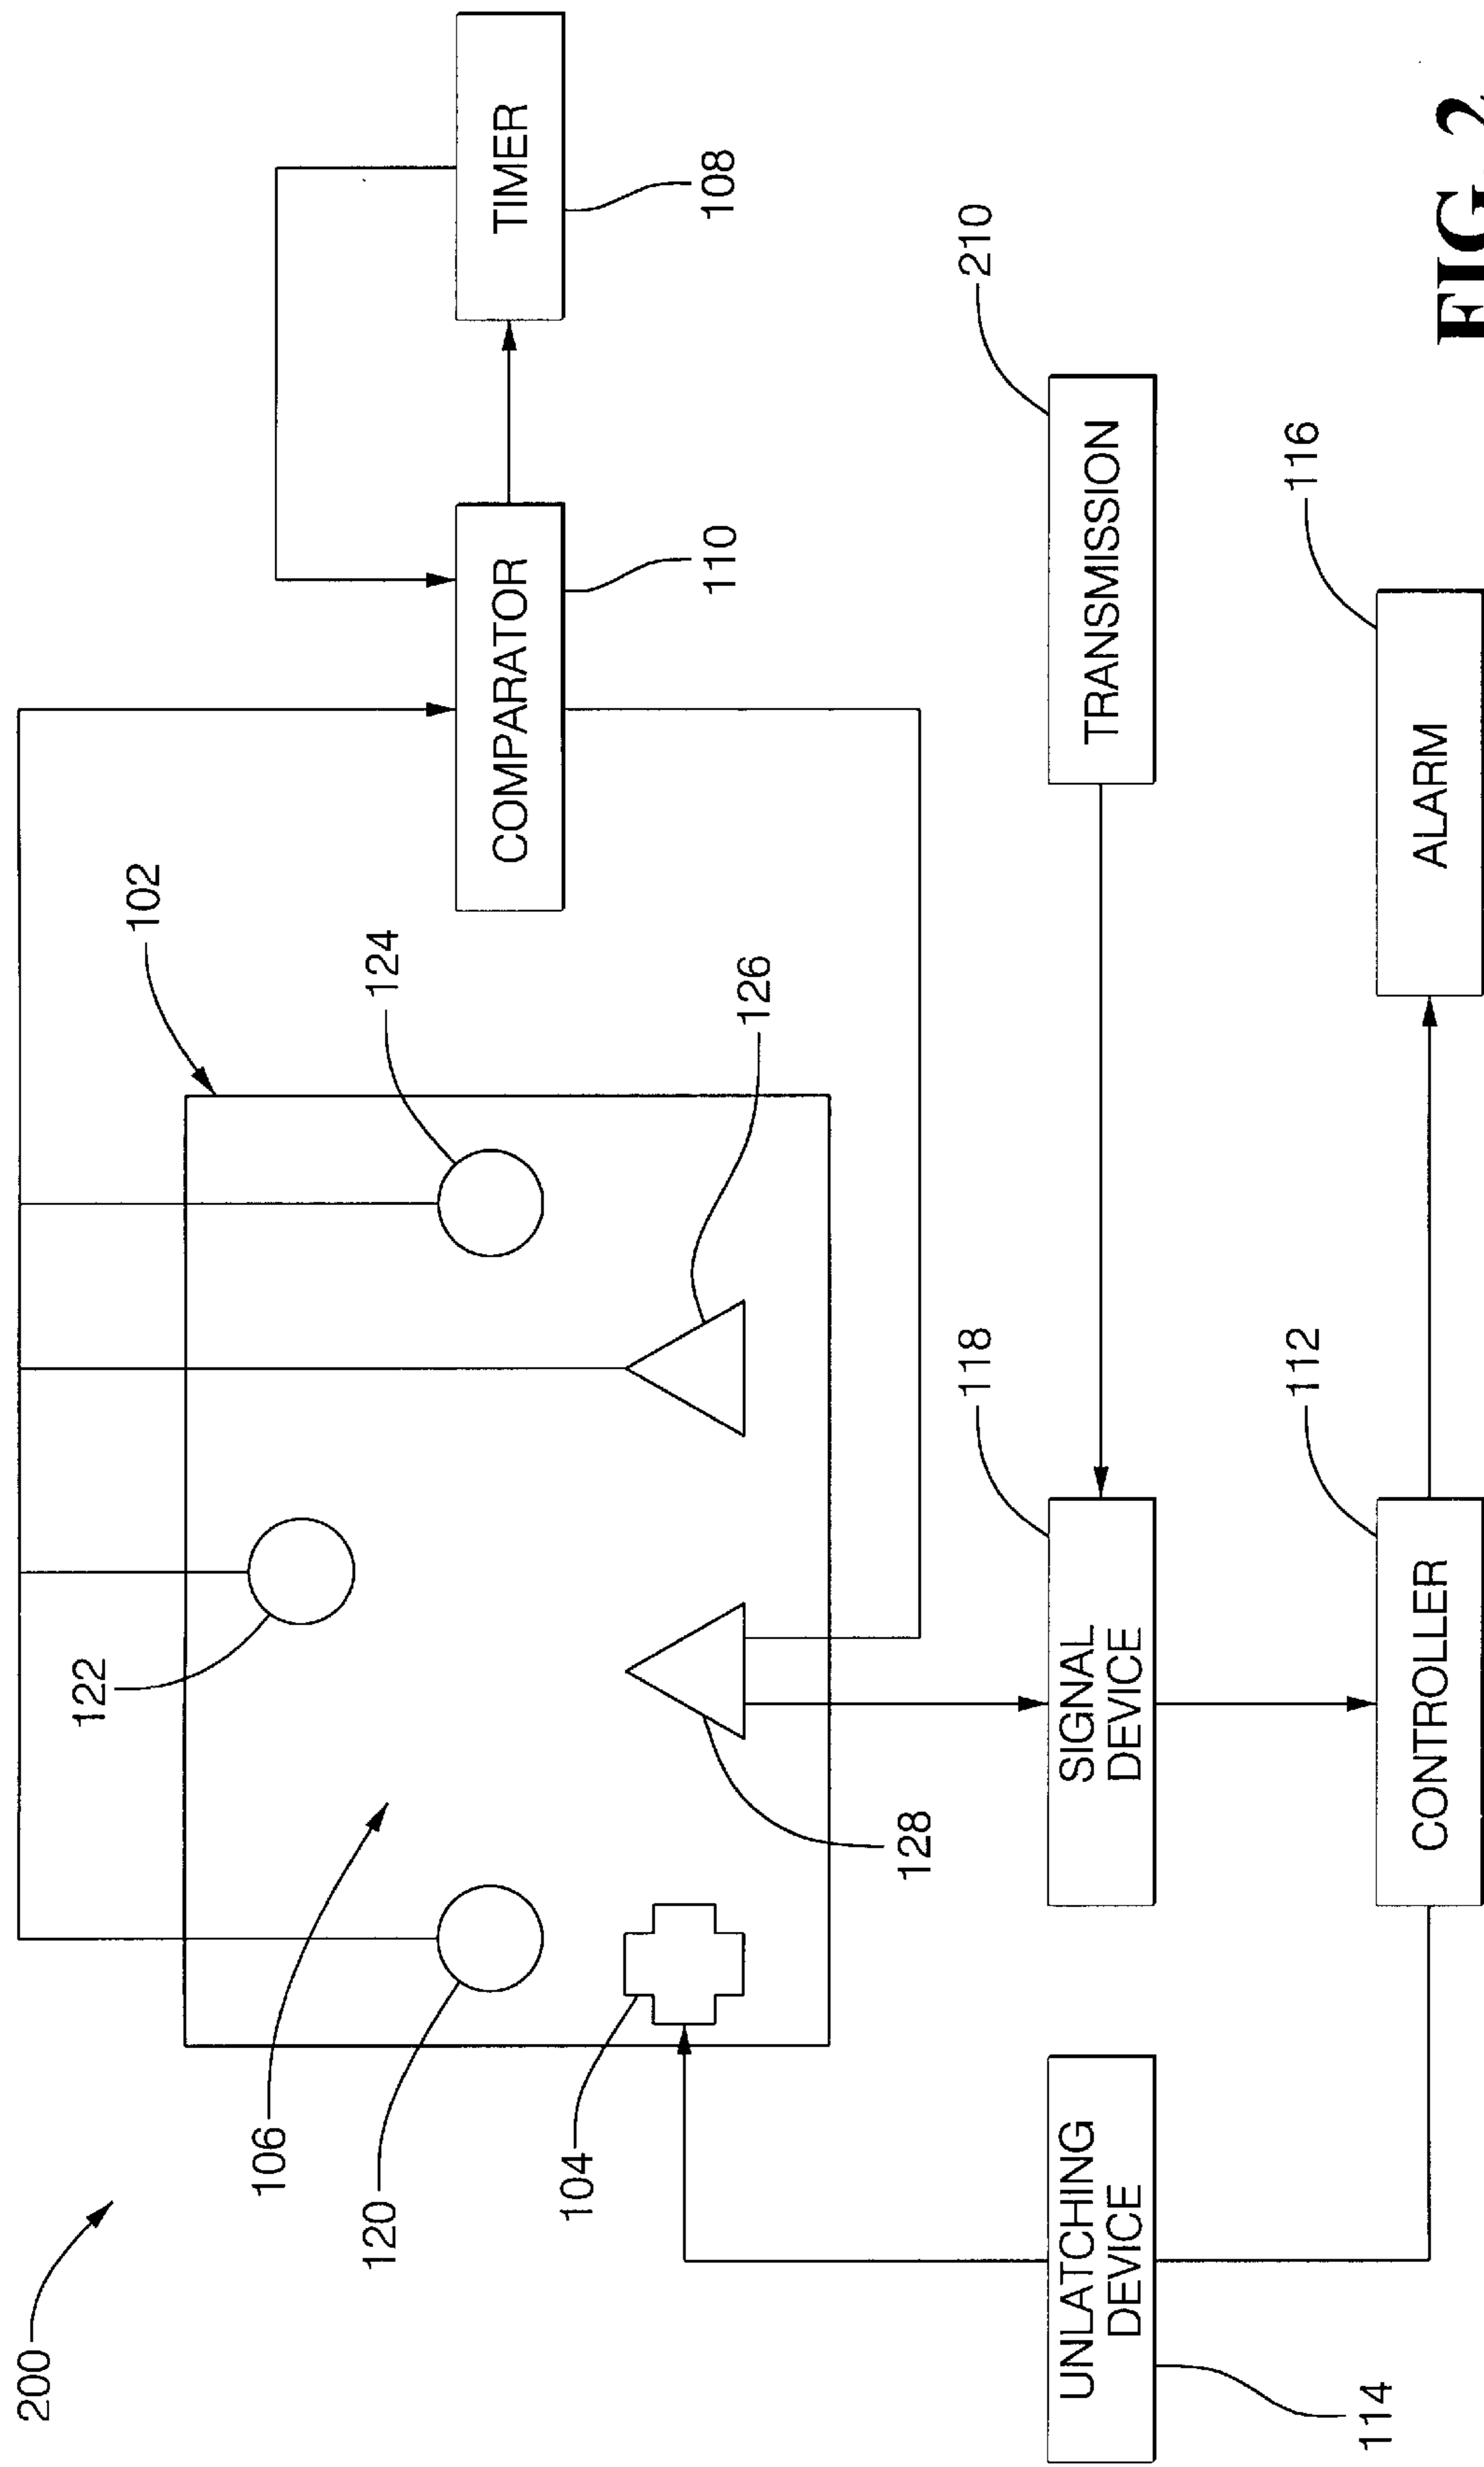 200
122
102
106
120
124
COMPARATOR
TIMER
104
110
108
126
128
118
210
UNLATCHING
DEVICE
SIGNAL
DEVICE
TRANSMISSION
112
116
114
CONTROLLER
ALARM
FIG. 2